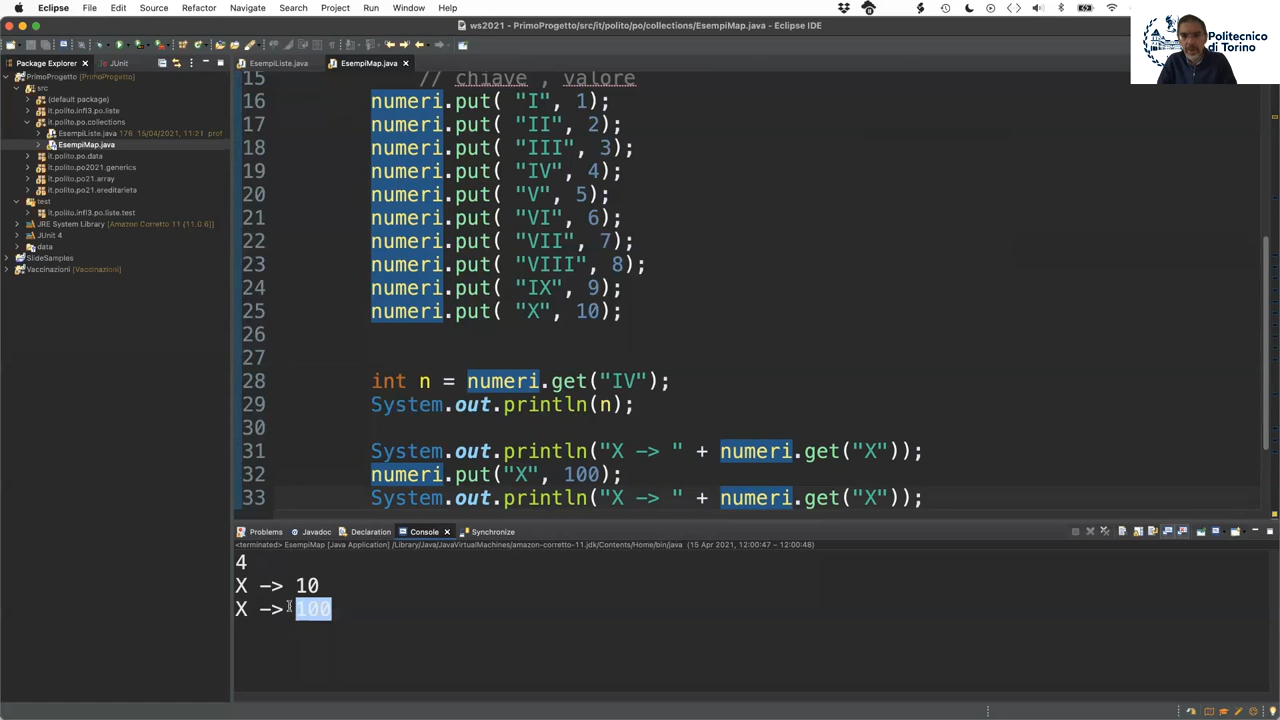 Eclipse File Edit Source Refactor Navigate Search Project Run Window Help
ws2021 - PrimoProgetto/src/it/polito/po/collections/EsempiMap.java - Eclipse IDE
Politecnico
di Torino
Package Explorer JUnit
EsempiListe.java EsempiMap.java
PrimoProgetto [PrimoProgetto]
src
(default package)
it.polito.infl3.po.liste
it.polito.po.collections
EsempiListe.java 176 15/04/2021, 11:21 prof
EsempiMap.java
it.polito.po.data
it.polito.po2021.generics
it.polito.po21.array
it.polito.po21.ereditarieta
test
it.polito.infl3.po.liste.test
JRE System Library [Amazon Corretto 11 (11.0.6)]
JUnit 4
data
SlideSamples
Vaccinazioni [Vaccinazioni]
15 // chiave , valore
16 numeri.put( "I", 1);
17 numeri.put( "II", 2);
18 numeri.put( "III", 3);
19 numeri.put( "IV", 4);
20 numeri.put( "V", 5);
21 numeri.put( "VI", 6);
22 numeri.put( "VII", 7);
23 numeri.put( "VIII", 8);
24 numeri.put( "IX", 9);
25 numeri.put( "X", 10);
26
27
28 int n = numeri.get("IV");
29 System.out.println(n);
30
31 System.out.println("X -> " + numeri.get("X"));
32 numeri.put("X", 100);
33 System.out.println("X -> " + numeri.get("X"));
Problems Javadoc Declaration Console Synchronize
<terminated> EsempiMap [Java Application] /Library/Java/JavaVirtualMachines/amazon-corretto-11.jdk/Contents/Home/bin/java (15 Apr 2021, 12:00:47 – 12:00:48)
4
X -> 10
X -> 100